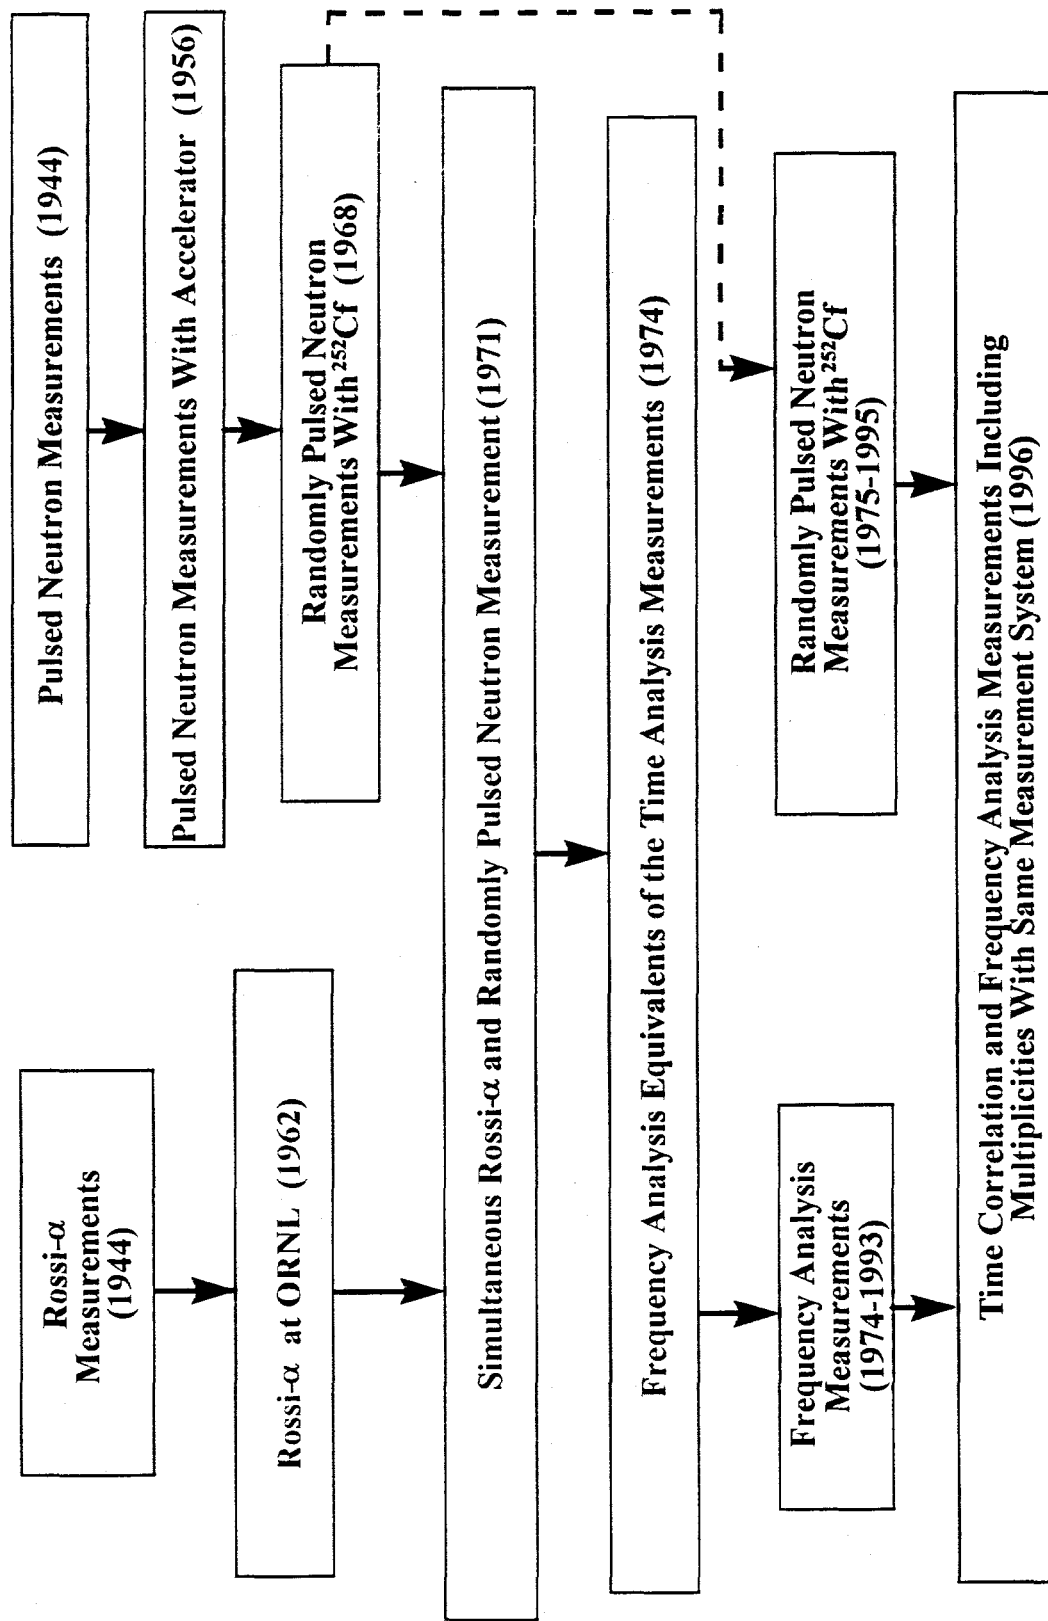 Rossi-α
Measurements
(1944)
Pulsed Neutron Measurements (1944)
Pulsed Neutron Measurements With Accelerator (1956)
Rossi-α at ORNL (1962)
Randomly Pulsed Neutron
Measurements With ²⁵²Cf (1968)
Simultaneous Rossi-α and Randomly Pulsed Neutron Measurement (1971)
Frequency Analysis Equivalents of the Time Analysis Measurements (1974)
Frequency Analysis
Measurements
(1974-1993)
Randomly Pulsed Neutron
Measurements With ²⁵²Cf
(1975-1995)
Time Correlation and Frequency Analysis Measurements Including
Multiplicities With Same Measurement System (1996)